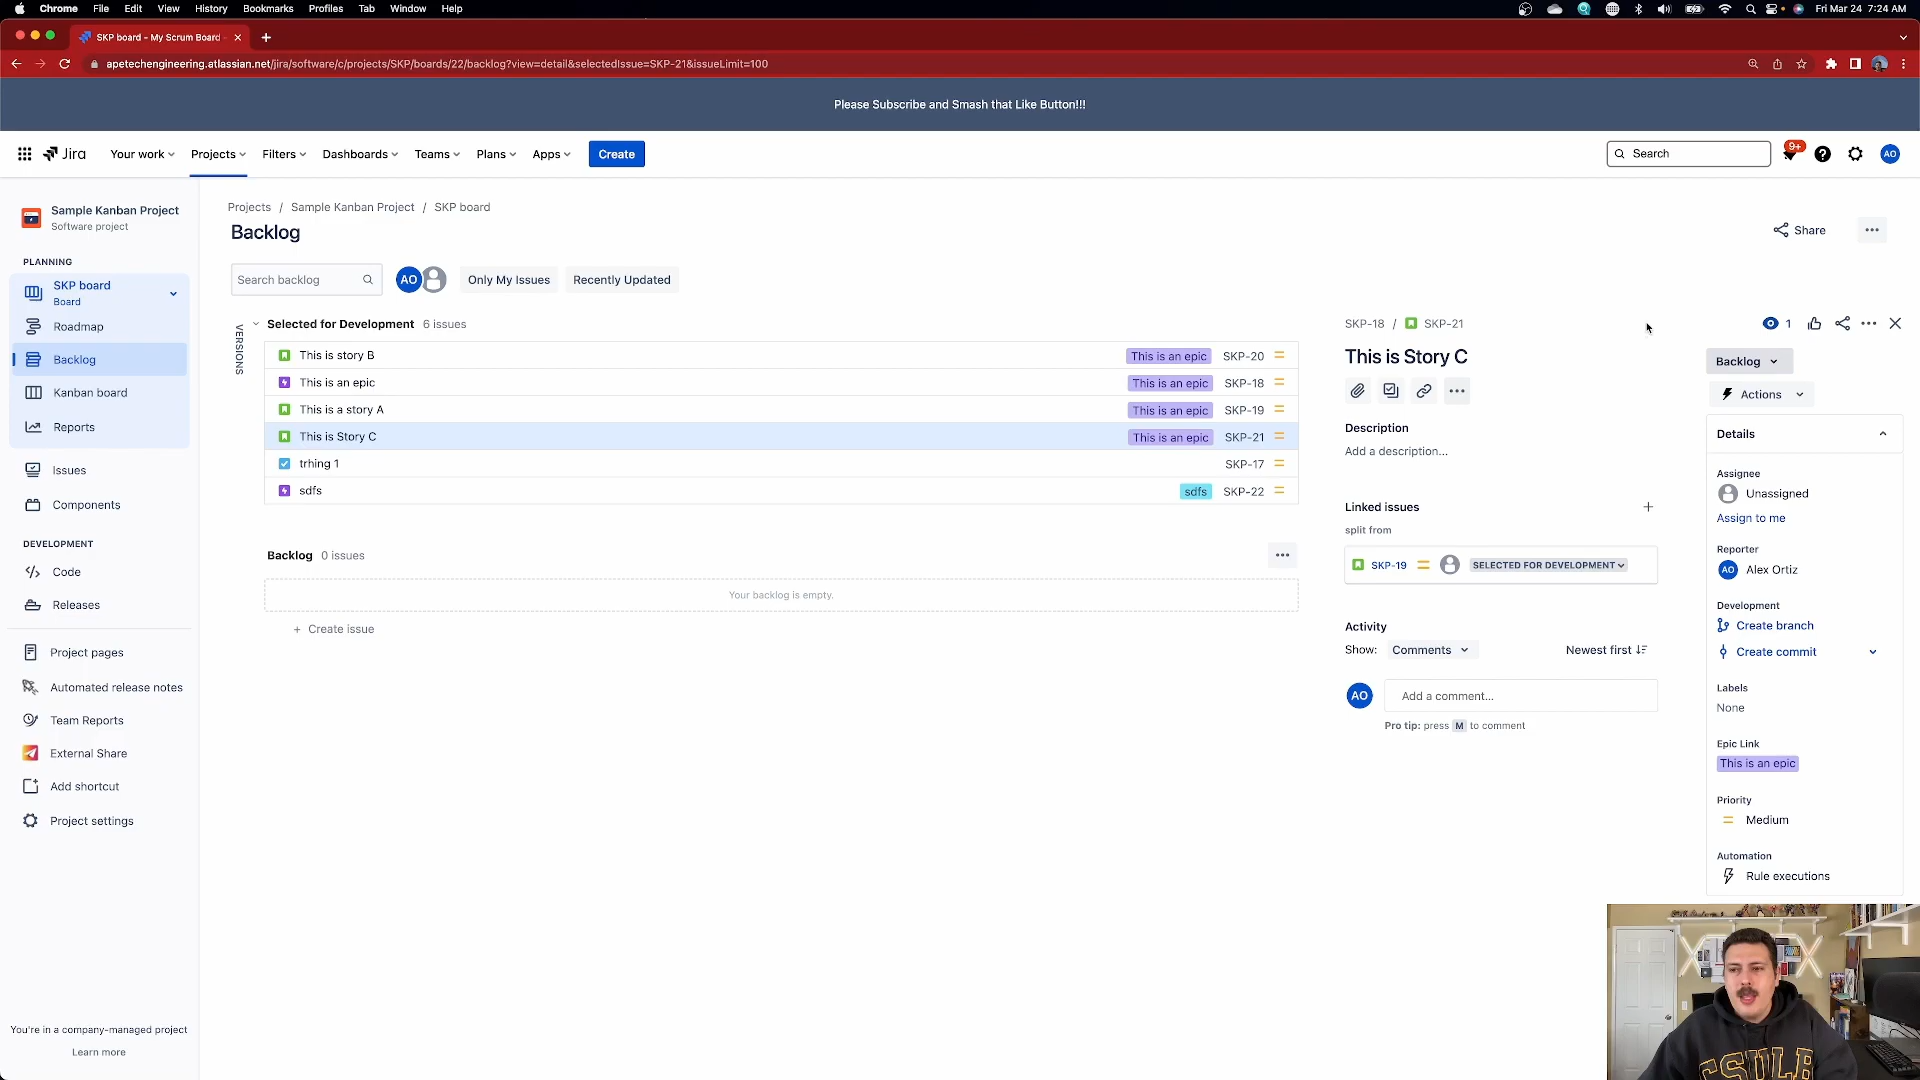 Chrome File Edit View History Bookmarks Profiles Tab Window Help Fri Mar 24 7:24 AM
SKP board - My Scrum Board -
apetechengineering.atlassian.net/jira/software/c/projects/SKP/boards/22/backlog?view=detail&selectedIssue=SKP-21&issueLimit=100
Please Subscribe and Smash that Like Button!!!
Jira Your work Projects Filters Dashboards Teams Plans Apps Create Search 9+ AO
Sample Kanban Project
Software project
PLANNING
SKP board
Board
Roadmap
Backlog
Kanban board
Reports
Issues
Components
DEVELOPMENT
Code
Releases
Project pages
Automated release notes
Team Reports
External Share
Add shortcut
Project settings
You're in a company-managed project
Learn more
Projects / Sample Kanban Project / SKP board
Backlog
Share
Search backlog AO Only My Issues Recently Updated
VERSIONS
Selected for Development 6 issues
This is story B This is an epic SKP-20
This is an epic This is an epic SKP-18
This is a story A This is an epic SKP-19
This is Story C This is an epic SKP-21
trhing 1 SKP-17
sdfs sdfs SKP-22
Backlog 0 issues
Your backlog is empty.
+ Create issue
SKP-18 / SKP-21 1
This is Story C
Description
Add a description...
Linked issues
split from
SKP-19 SELECTED FOR DEVELOPMENT
Activity
Show: Comments Newest first
AO Add a comment...
Pro tip: press M to comment
Backlog
Actions
Details
Assignee
Unassigned
Assign to me
Reporter
AO Alex Ortiz
Development
Create branch
Create commit
Labels
None
Epic Link
This is an epic
Priority
Medium
Automation
Rule executions
CSULB